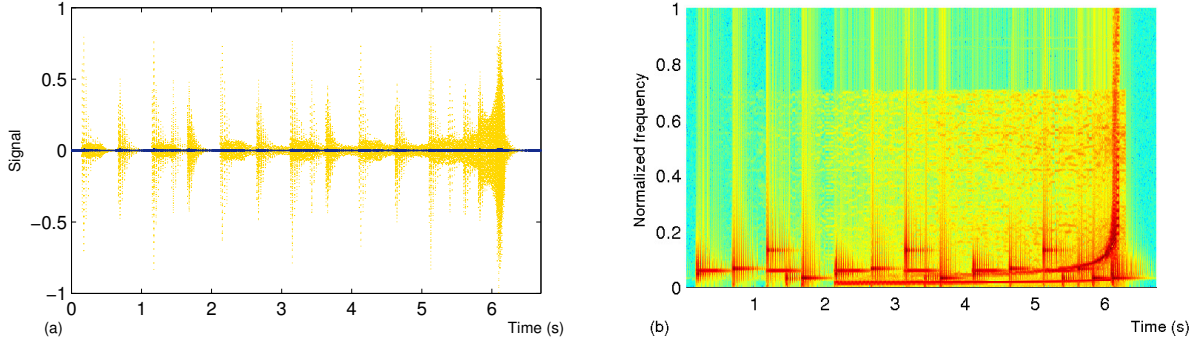 1
0.5
0
−0.5
−1
Signal
0 1 2 3 4 5 6
(a) Time (s)
1
0.8
0.6
0.4
0.2
0
Normalized frequency
1 2 3 4 5 6
(b) Time (s)